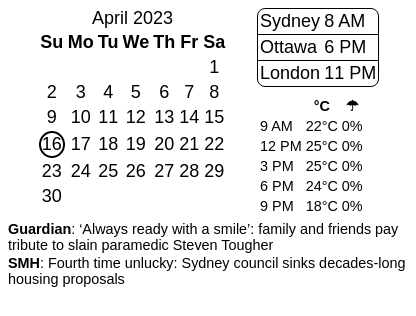 April 2023
Su Mo Tu We Th Fr Sa
1
2 3 4 5 6 7 8
9 10 11 12 13 14 15
16 17 18 19 20 21 22
23 24 25 26 27 28 29
30
Sydney 8 AM
Ottawa 6 PM
London 11 PM
°C ☂
9 AM 22°C 0%
12 PM 25°C 0%
3 PM 25°C 0%
6 PM 24°C 0%
9 PM 18°C 0%
Guardian: ‘Always ready with a smile’: family and friends pay
tribute to slain paramedic Steven Tougher
SMH: Fourth time unlucky: Sydney council sinks decades-long
housing proposals